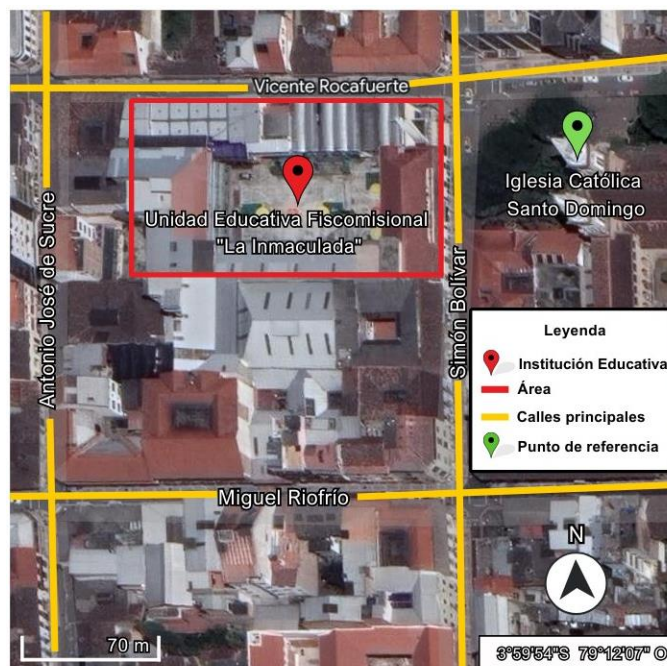 Vicente Rocafuerte
Iglesia Católica
Santo Domingo
Unidad Educativa Fiscomisional
"La Inmaculada"
Antonio José de Sucre
Simón Bolívar
Leyenda
Institución Educativa
Área
Calles principales
Punto de referencia
Miguel Riofrío
N
70 m
3°59'54"S 79°12'07" O